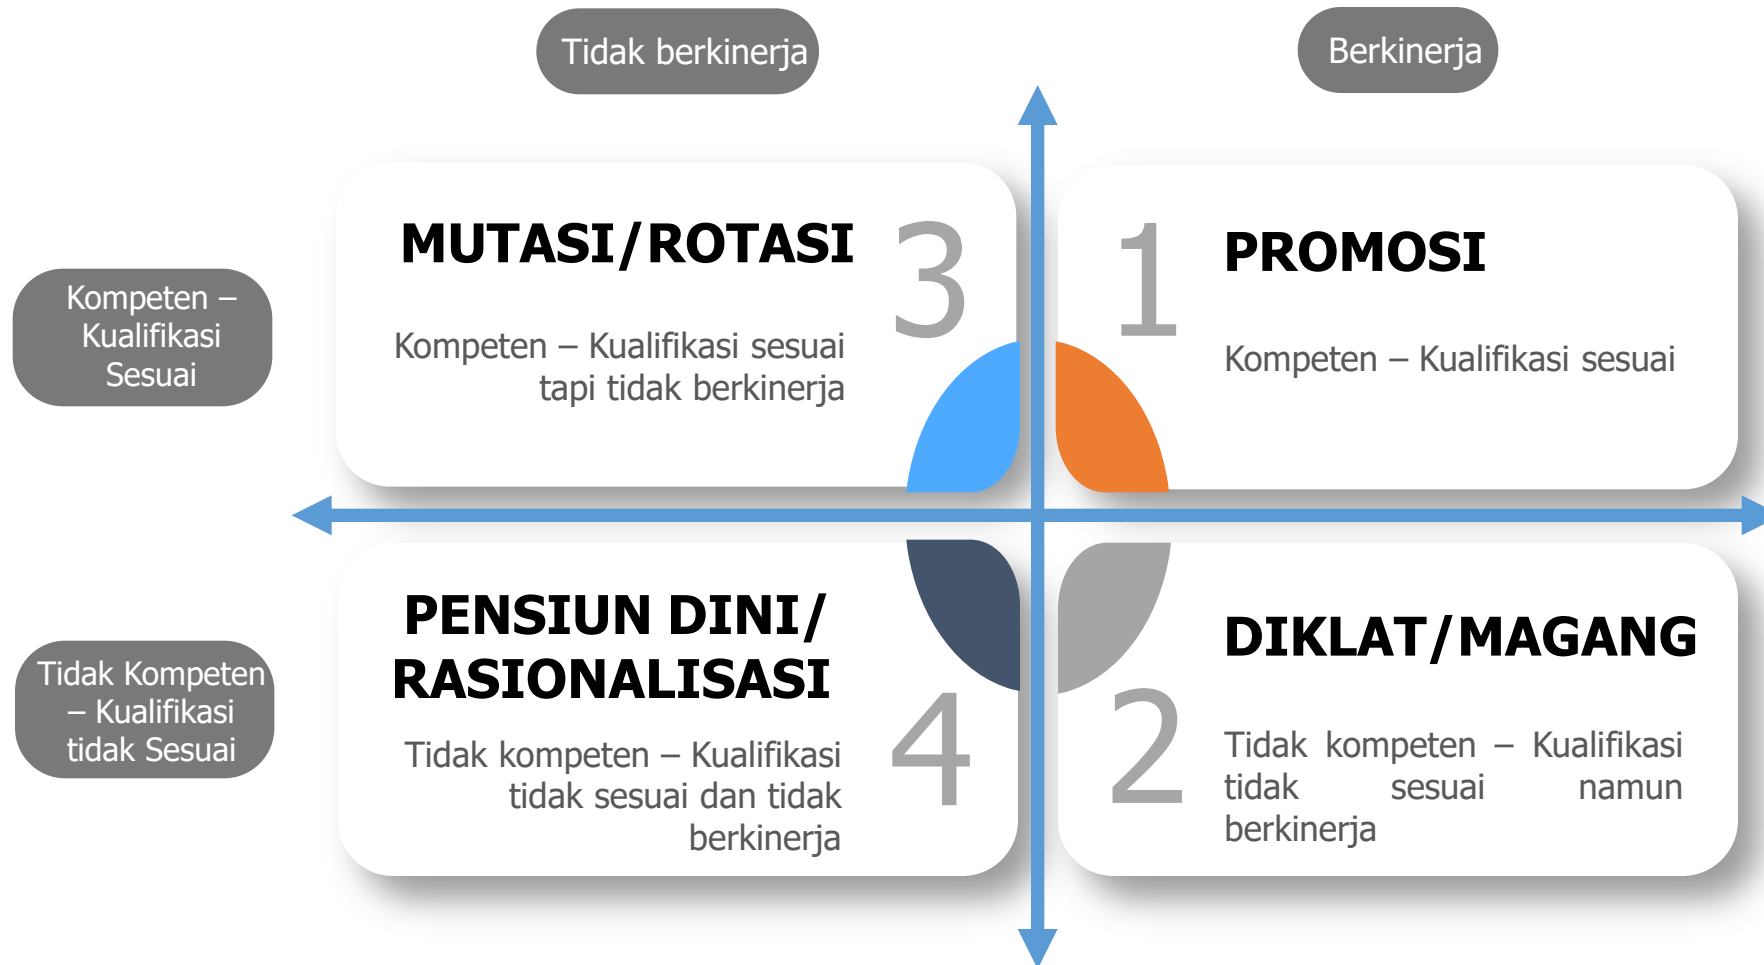 Tidak berkinerja
Berkinerja
Kompeten –
Kualifikasi
Sesuai
MUTASI/ROTASI
3
Kompeten – Kualifikasi sesuai
tapi tidak berkinerja
1
PROMOSI
Kompeten – Kualifikasi sesuai
Tidak Kompeten
– Kualifikasi
tidak Sesuai
PENSIUN DINI/
RASIONALISASI
4
Tidak kompeten – Kualifikasi
tidak sesuai dan tidak
berkinerja
DIKLAT/MAGANG
2
Tidak kompeten – Kualifikasi
tidak sesuai namun
berkinerja